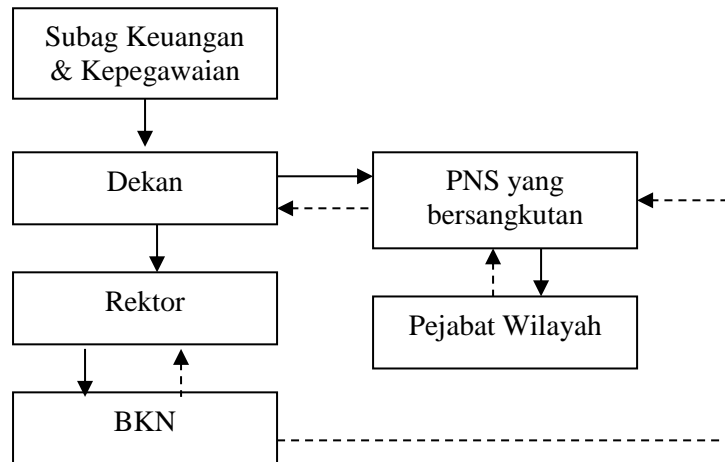 Subag Keuangan
& Kepegawaian
Dekan
PNS yang
bersangkutan
Rektor
Pejabat Wilayah
BKN